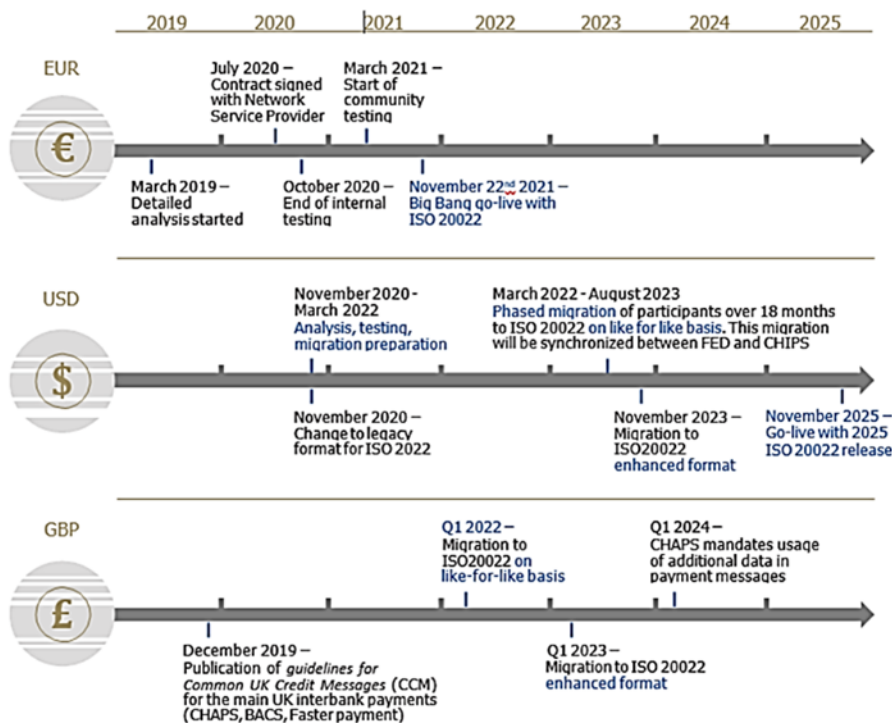 2019 2020 2021 2022 2023 2024 2025
EUR
€
July 2020 –
Contract signed
with Network
Service Provider
March 2021 –
Start of
community
testing
March 2019 –
Detailed
analysis started
October 2020 –
End of internal
testing
November 22nd 2021 –
Big Bang go-live with
ISO 20022
USD
$
November 2020-
March 2022
Analysis, testing,
migration preparation
March 2022 - August 2023
Phased migration of participants over 18 months
to ISO 20022 on like for like basis. This migration
will be synchronized between FED and CHIPS
November 2020 –
Change to legacy
format for ISO 2022
November 2023 –
Migration to
ISO20022
enhanced format
November 2025 –
Go-live with 2025
ISO 20022 release
GBP
£
Q1 2022 –
Migration to
ISO20022 on
like-for-like basis
Q1 2024 –
CHAPS mandates usage
of additional data in
payment messages
December 2019 –
Publication of guidelines for
Common UK Credit Messages (CCM)
for the main UK interbank payments
(CHAPS, BACS, Faster payment)
Q1 2023 –
Migration to ISO 20022
enhanced format